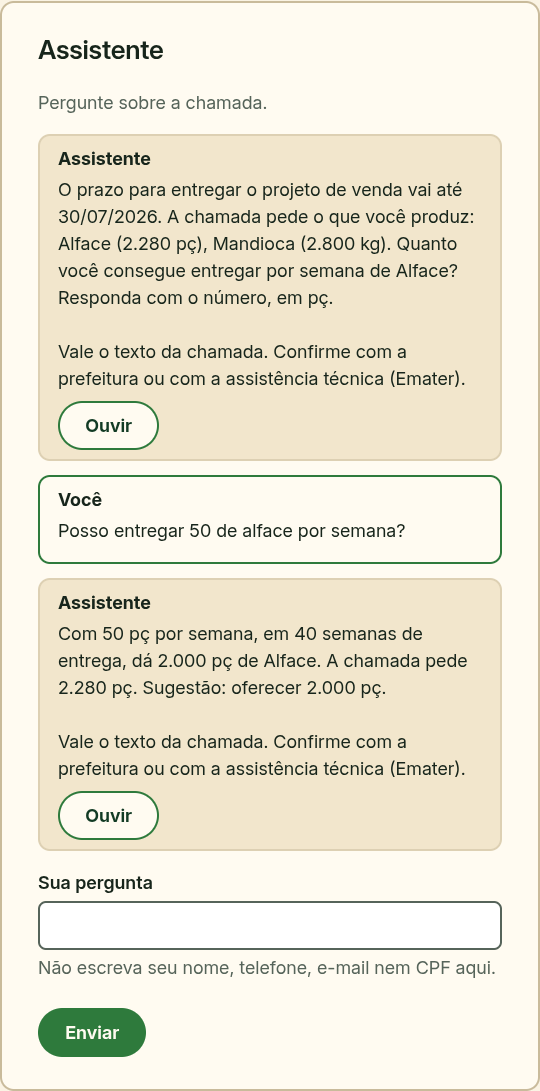 Assistente
Pergunte sobre a chamada.
Assistente
O prazo para entregar o projeto de venda vai até
30/07/2026. A chamada pede o que você produz:
Alface (2.280 pç), Mandioca (2.800 kg). Quanto
você consegue entregar por semana de Alface?
Responda com o número, em pç.
Vale o texto da chamada. Confirme com a
prefeitura ou com a assistência técnica (Emater).
Ouvir
Você
Posso entregar 50 de alface por semana?
Assistente
Com 50 pç por semana, em 40 semanas de
entrega, dá 2.000 pç de Alface. A chamada pede
2.280 pç. Sugestão: oferecer 2.000 pç.
Vale o texto da chamada. Confirme com a
prefeitura ou com a assistência técnica (Emater).
Ouvir
Sua pergunta
Não escreva seu nome, telefone, e-mail nem CPF aqui.
Enviar